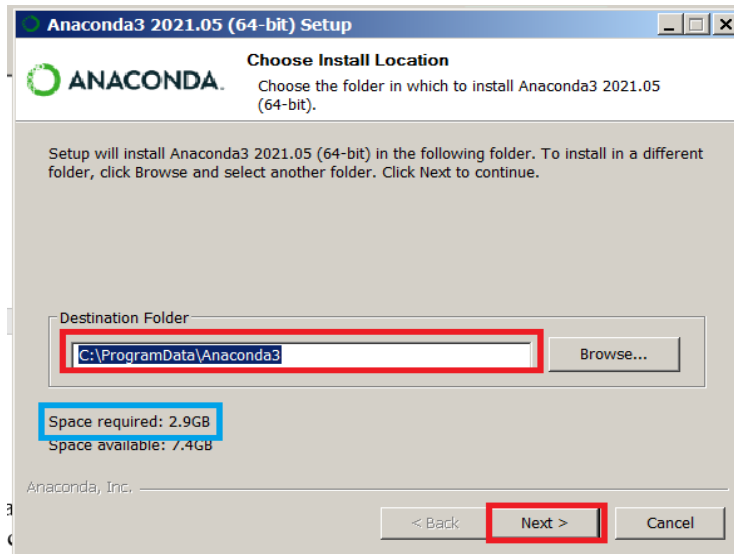 Anaconda3 2021.05 (64-bit) Setup
ANACONDA.
Choose Install Location
Choose the folder in which to install Anaconda3 2021.05
(64-bit).
Setup will install Anaconda3 2021.05 (64-bit) in the following folder. To install in a different
folder, click Browse and select another folder. Click Next to continue.
Destination Folder
C:\ProgramData\Anaconda3
Browse...
Space required: 2.9GB
Space available: 7.4GB
Anaconda, Inc.
< Back
Next >
Cancel